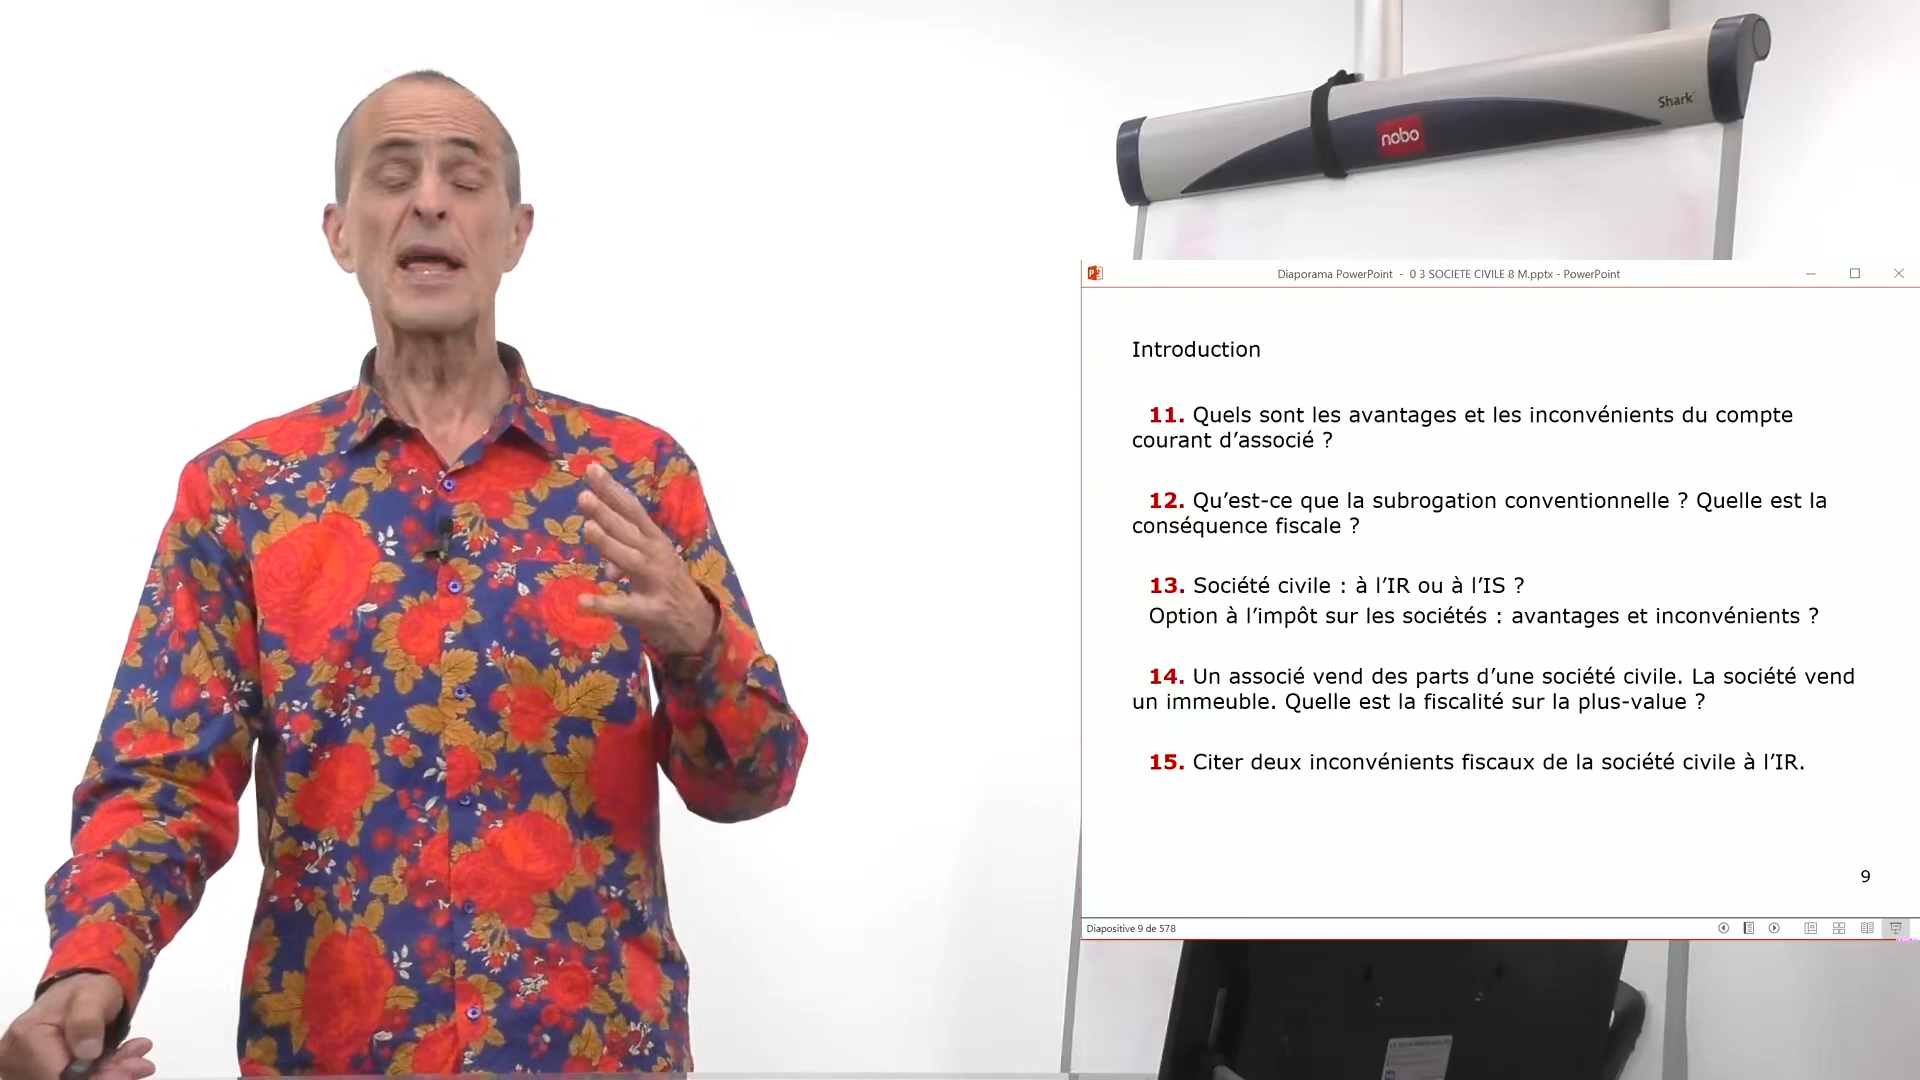 Shark
nobo
Diaporama PowerPoint - 0 3 SOCIETE CIVILE 8 M.pptx - PowerPoint
Introduction
11. Quels sont les avantages et les inconvénients du compte
courant d’associé ?
12. Qu’est-ce que la subrogation conventionnelle ? Quelle est la
conséquence fiscale ?
13. Société civile : à l’IR ou à l’IS ?
Option à l’impôt sur les sociétés : avantages et inconvénients ?
14. Un associé vend des parts d’une société civile. La société vend
un immeuble. Quelle est la fiscalité sur la plus-value ?
15. Citer deux inconvénients fiscaux de la société civile à l’IR.
9
Diapositive 9 de 578